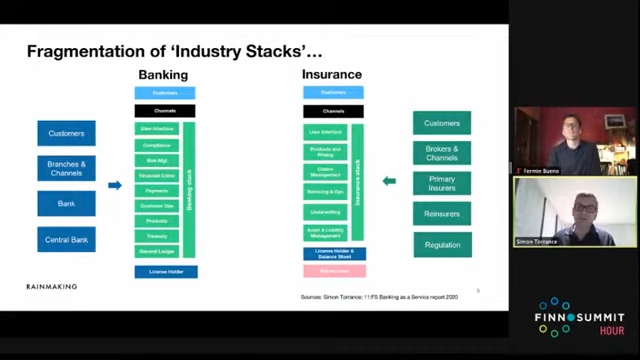 Fragmentation of ‘Industry Stacks’…
Banking
Customers
Branches &
Channels
Bank
Central Bank
Customers
Channels
User Interface
Compliance
Risk Mgt.
Financial Crime
Payments
Customer Ops
Products
Treasury
General Ledger
Banking stack
License Holder
Insurance
Customers
Channels
User Interface
Products and
Pricing
Claims
Management
Servicing & Ops
Underwriting
Asset & Liability
Management
Insurance stack
License Holder &
Balance Sheet
Reinsurance
Customers
Brokers &
Channels
Primary
Insurers
Reinsurers
Regulation
RAINMAKING
Sources: Simon Torrance; 11:FS Banking as a Service report 2020
Fermin Bueno
Simon Torrance
FINNOSUMMIT
HOUR